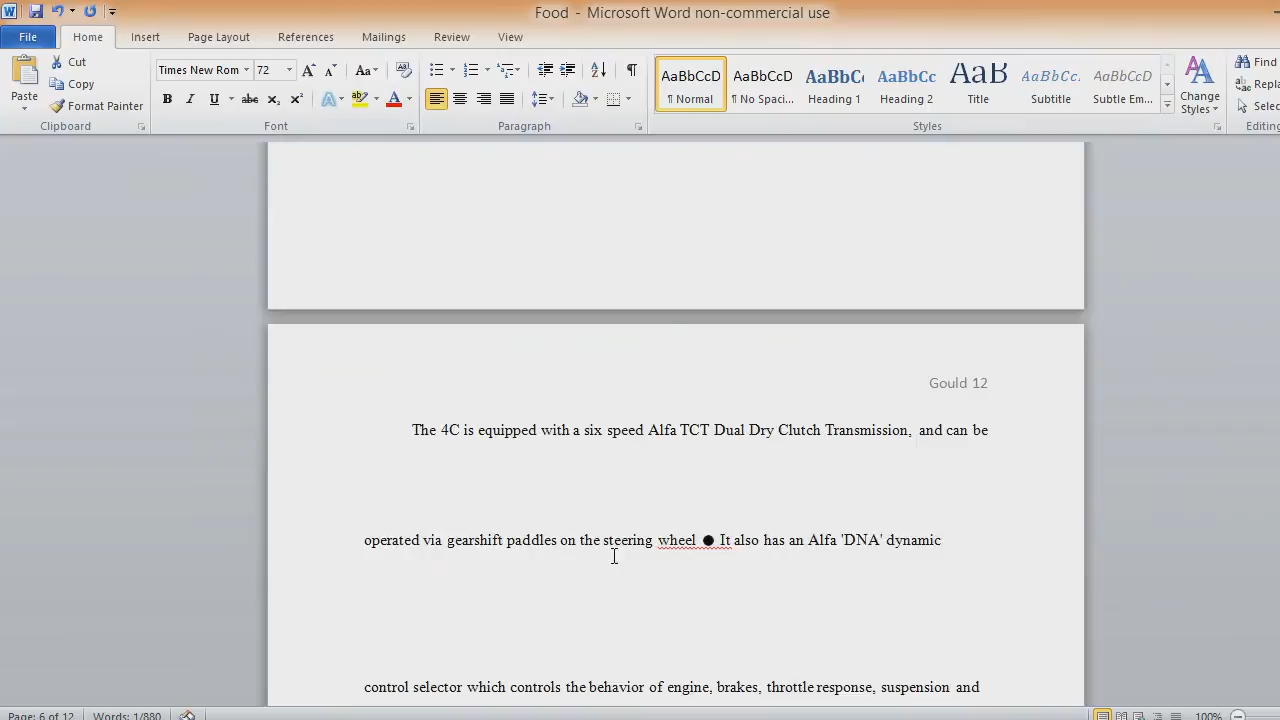 Food - Microsoft Word non-commercial use
File Home Insert Page Layout References Mailings Review View
Paste Cut Copy Format Painter
Times New Rom 72
AaBbCcD ¶ Normal
AaBbCcD ¶ No Spaci...
AaBbCc Heading 1
AaBbCc Heading 2
AaB Title
AaBbCc. Subtitle
AaBbCcD Subtle Em...
Change Styles
Find
Repla
Selec
Clipboard Font Paragraph Styles Editing
Gould 12
The 4C is equipped with a six speed Alfa TCT Dual Dry Clutch Transmission, and can be
operated via gearshift paddles on the steering wheel ● It also has an Alfa 'DNA' dynamic
control selector which controls the behavior of engine, brakes, throttle response, suspension and
Page: 6 of 12 Words: 1/880 100%